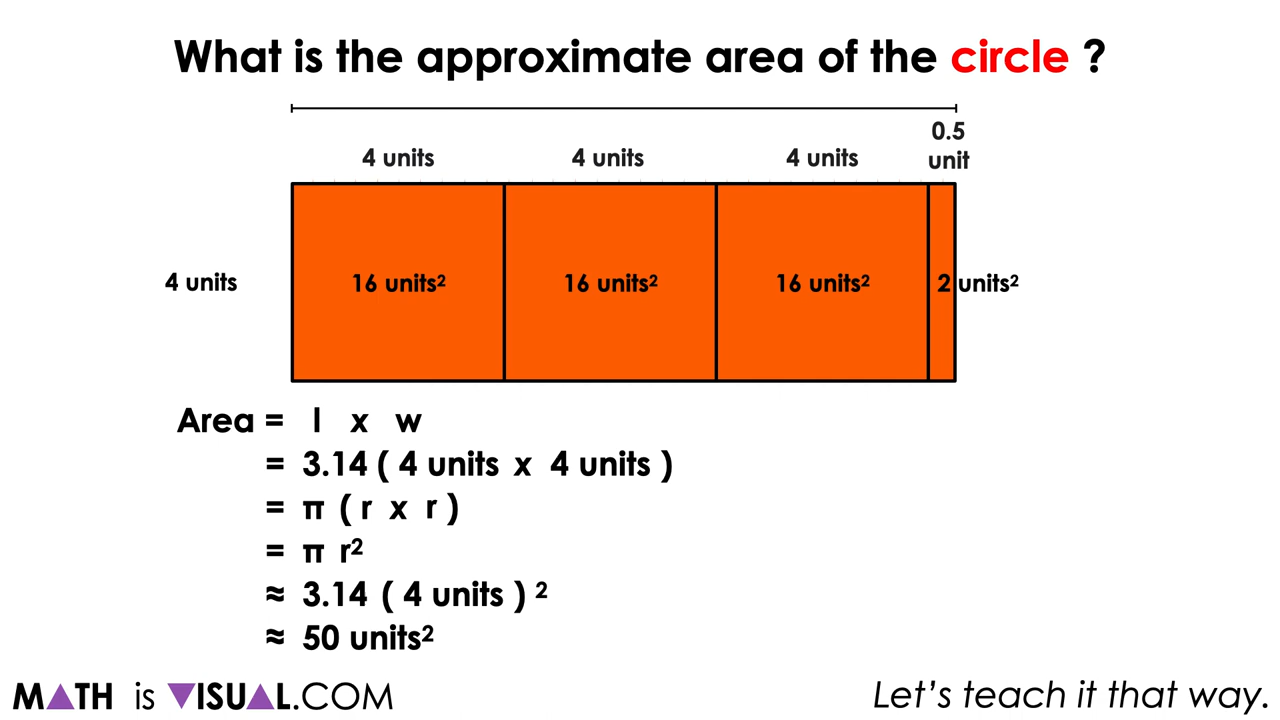 What is the approximate area of the circle ?
0.5
4 units 4 units 4 units unit
4 units 16 units² 16 units² 16 units² 2 units²
Area = l x w
= 3.14 ( 4 units x 4 units )
= π ( r x r )
= π r²
≈ 3.14 ( 4 units ) ²
≈ 50 units²
M▲TH is ▼ISU▲L.COM
Let's teach it that way.